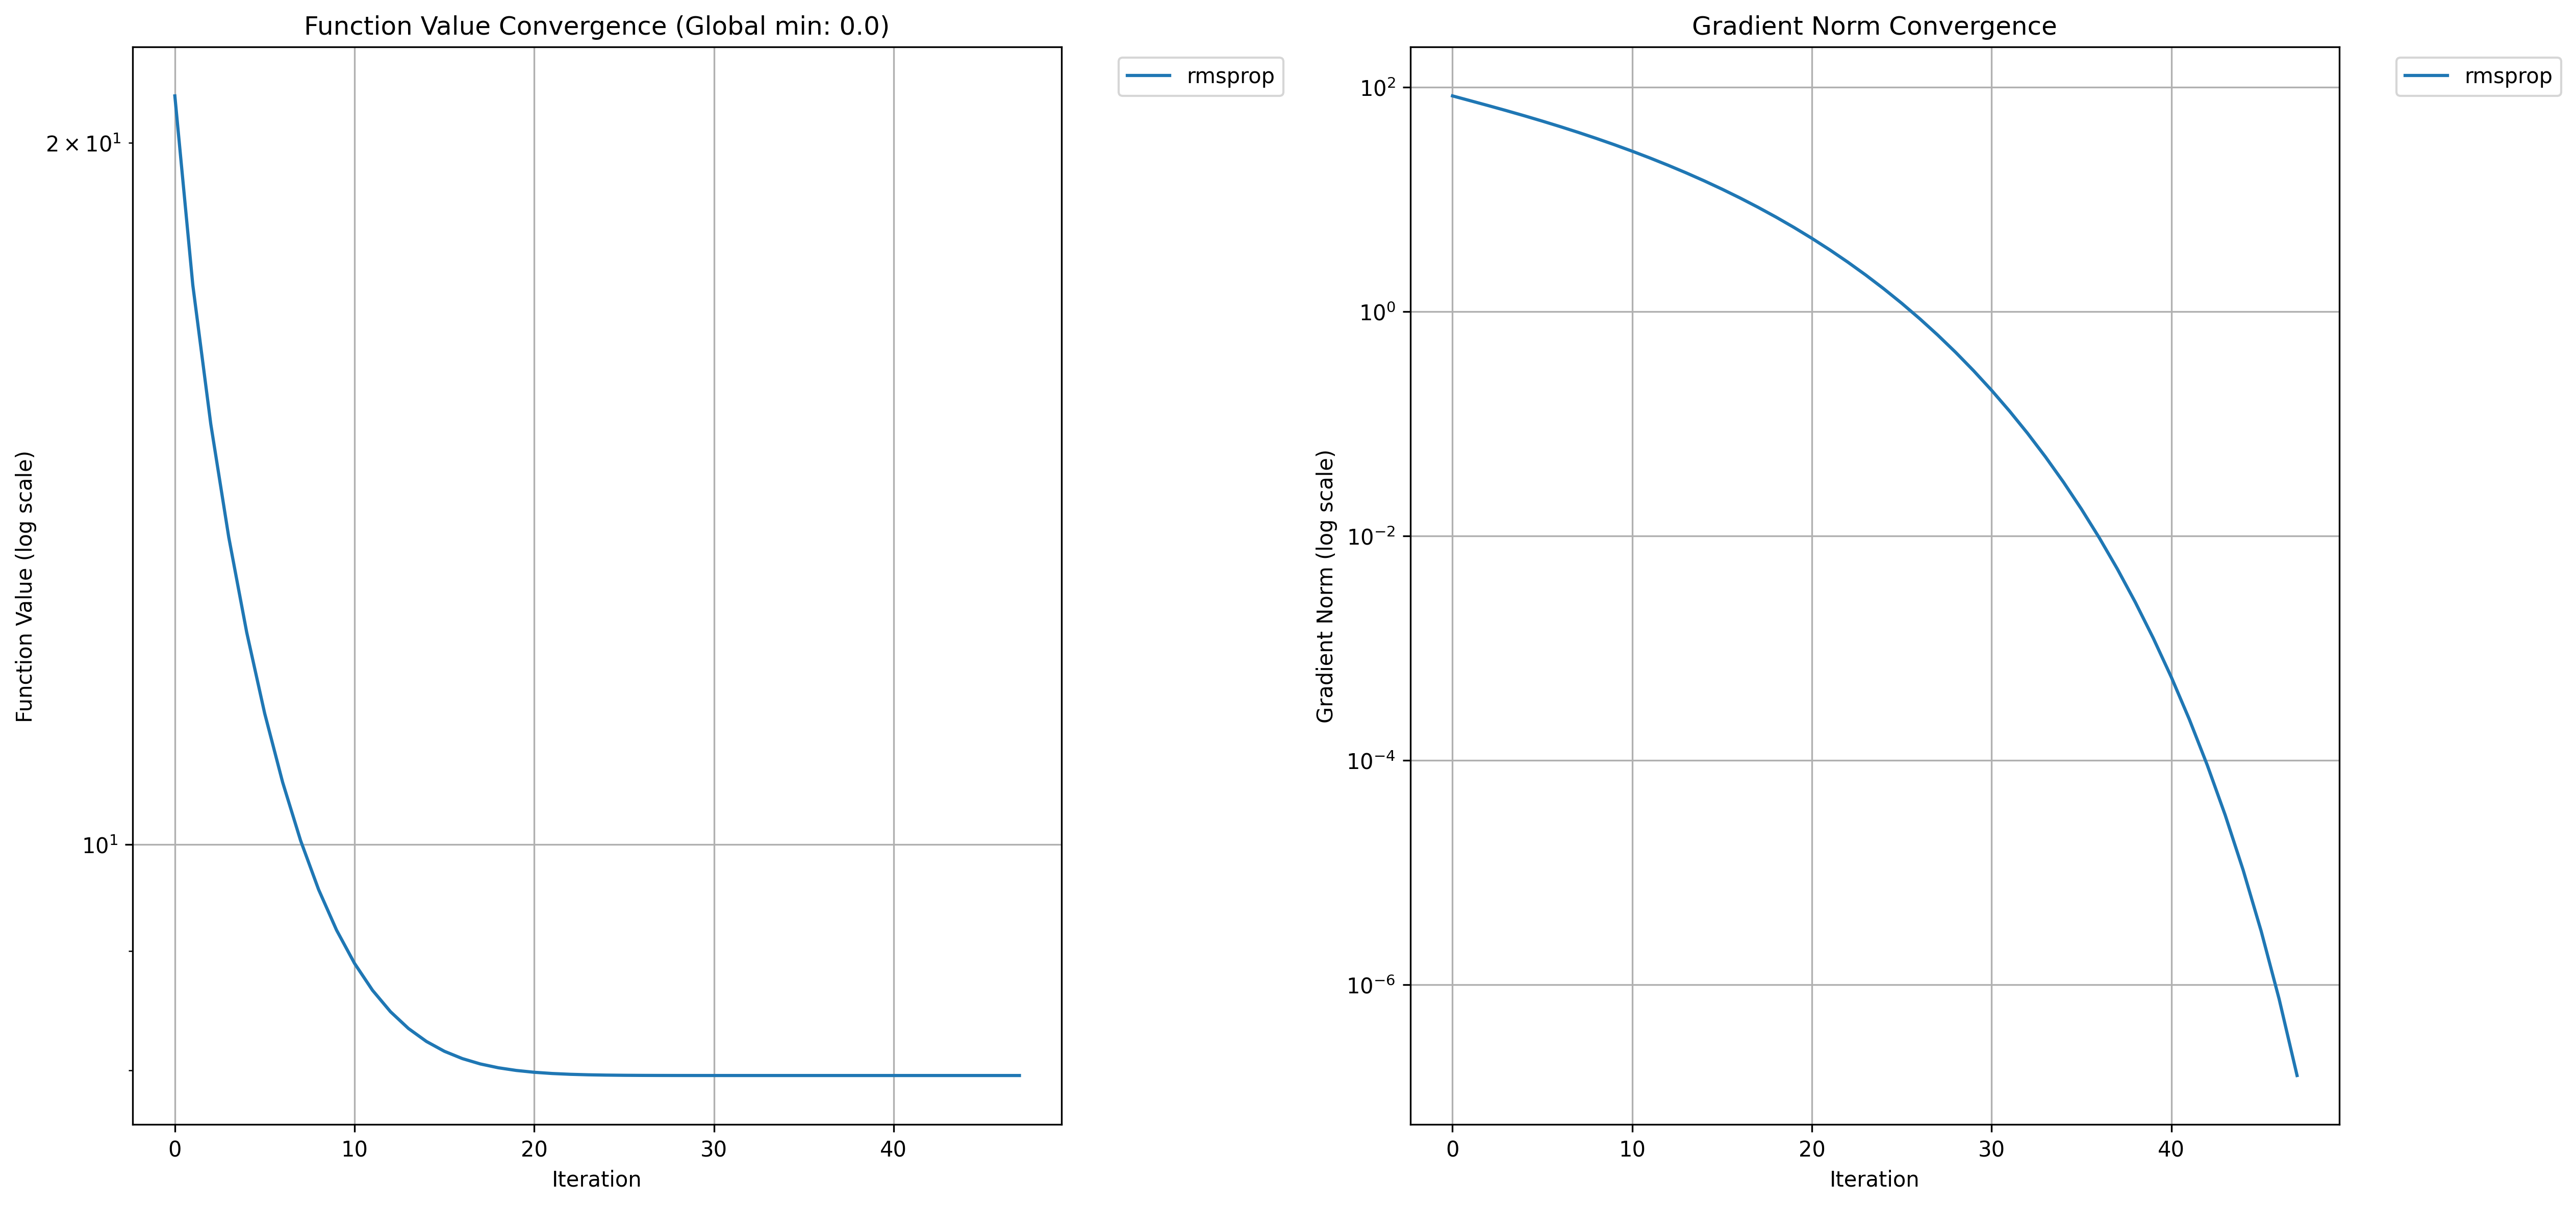 Function Value Convergence (Global min: 0.0)
rmsprop
2 × 10¹
10¹
Function Value (log scale)
0 10 20 30 40
Iteration
Gradient Norm Convergence
rmsprop
10²
10⁰
10⁻²
10⁻⁴
10⁻⁶
Gradient Norm (log scale)
0 10 20 30 40
Iteration